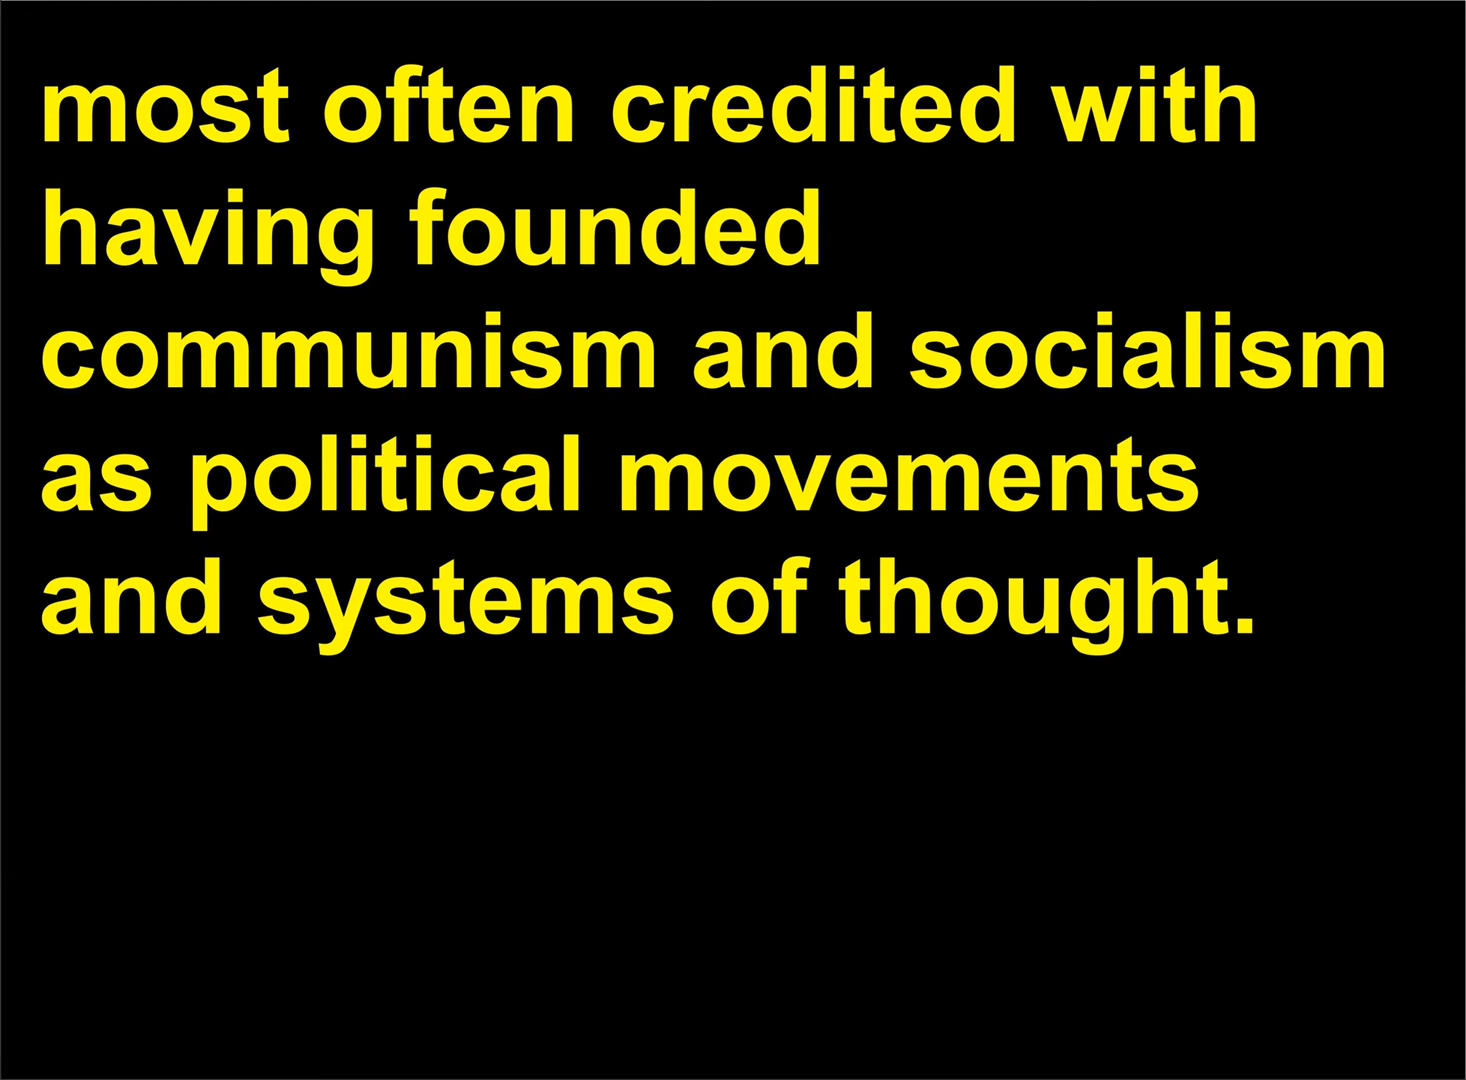 most often credited with
having founded
communism and socialism
as political movements
and systems of thought.